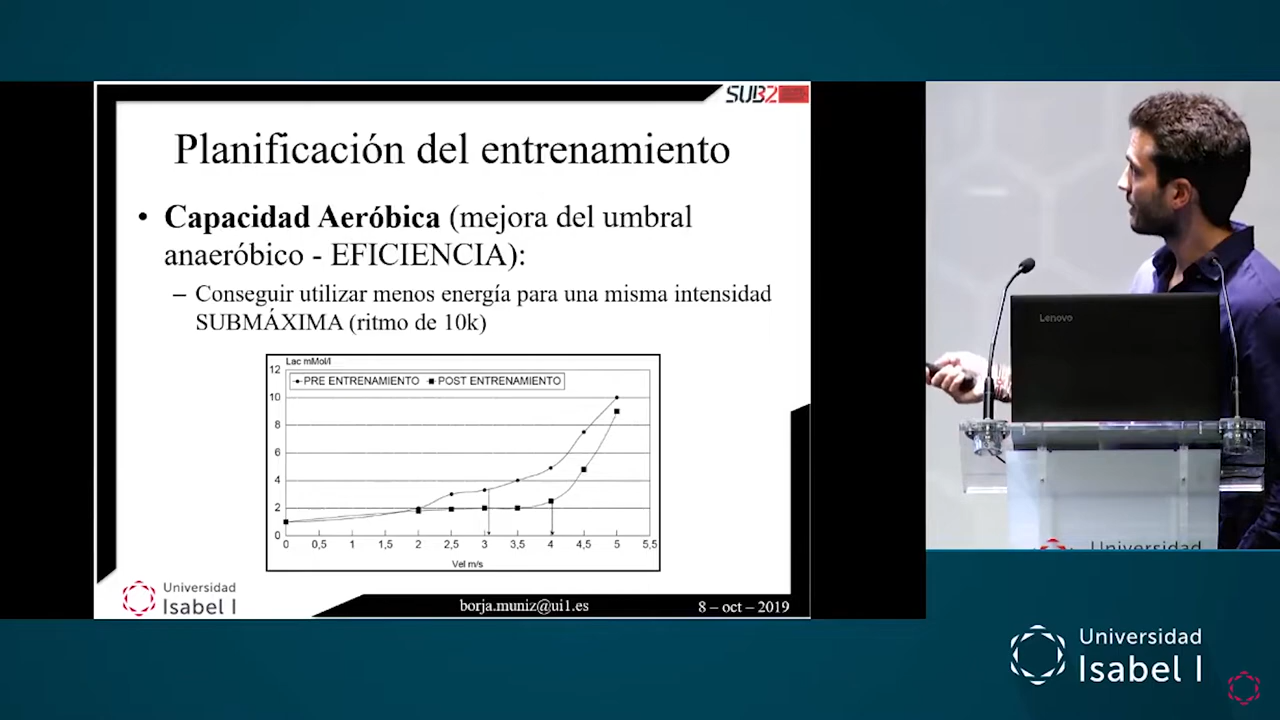 SUB2
Planificación del entrenamiento
• Capacidad Aeróbica (mejora del umbral
anaeróbico - EFICIENCIA):
– Conseguir utilizar menos energía para una misma intensidad
SUBMÁXIMA (ritmo de 10k)
Lac mMol/l
PRE ENTRENAMIENTO POST ENTRENAMIENTO
12
10
8
6
4
2
0
0 0,5 1 1,5 2 2,5 3 3,5 4 4,5 5 5,5
Vel m/s
Universidad
Isabel I
borja.muniz@ui1.es
8 – oct – 2019
Lenovo
Universidad
Universidad
Isabel I